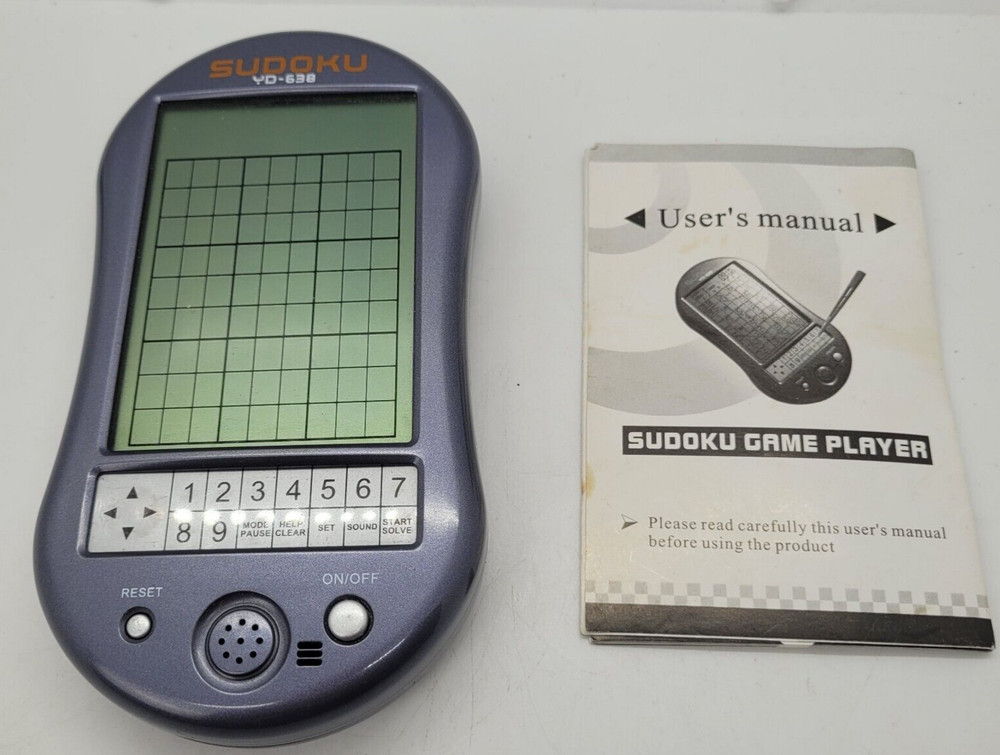 SUDOKU
YD-638
1 2 3 4 5 6 7
8 9 MODE PAUSE HELP CLEAR SET SOUND START SOLVE
RESET
ON/OFF
◀ User's manual ▶
SUDOKU GAME PLAYER
➢ Please read carefully this user's manual
before using the product